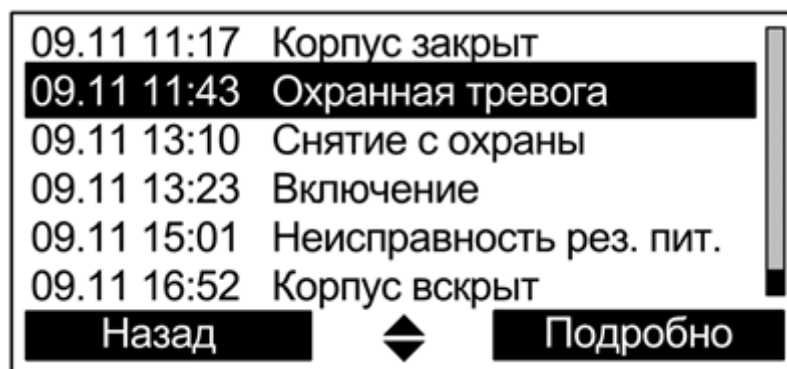 09.11 11:17 Корпус закрыт
09.11 11:43 Охранная тревога
09.11 13:10 Снятие с охраны
09.11 13:23 Включение
09.11 15:01 Неисправность рез. пит.
09.11 16:52 Корпус вскрыт
Назад Подробно